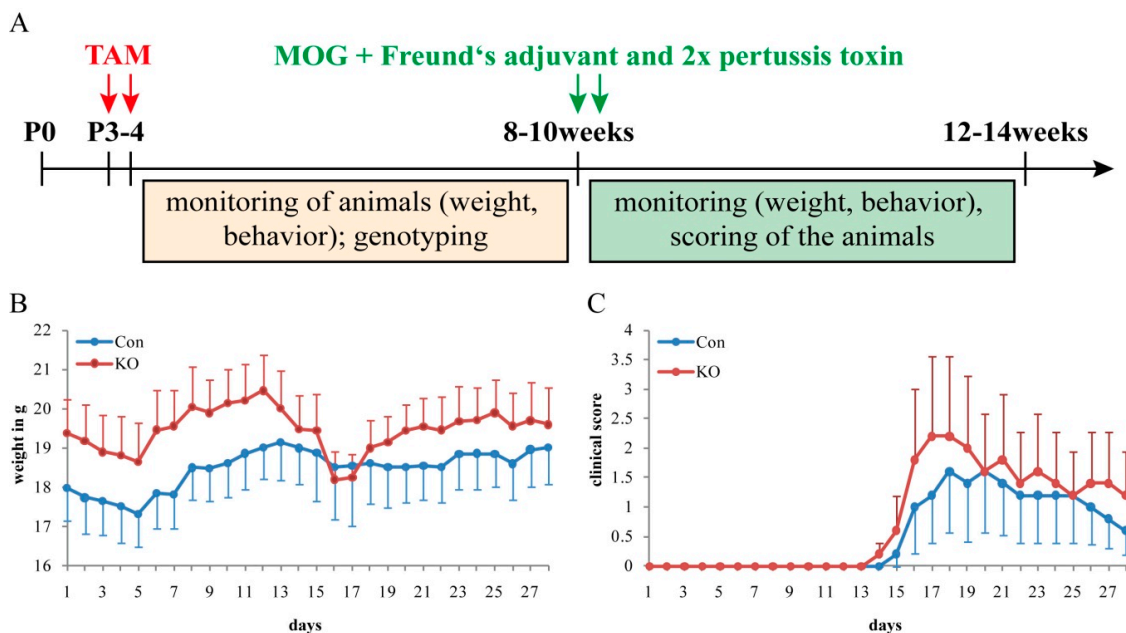 A
TAM
MOG + Freund‘s adjuvant and 2x pertussis toxin
P0
P3-4
8-10weeks
12-14weeks
monitoring of animals (weight,
behavior); genotyping
monitoring (weight, behavior),
scoring of the animals
B
22
21
20
19
18
17
16
weight in g
Con
KO
1 3 5 7 9 11 13 15 17 19 21 23 25 27
days
C
4
3.5
3
2.5
2
1.5
1
0.5
0
clinical score
Con
KO
1 3 5 7 9 11 13 15 17 19 21 23 25 27
days